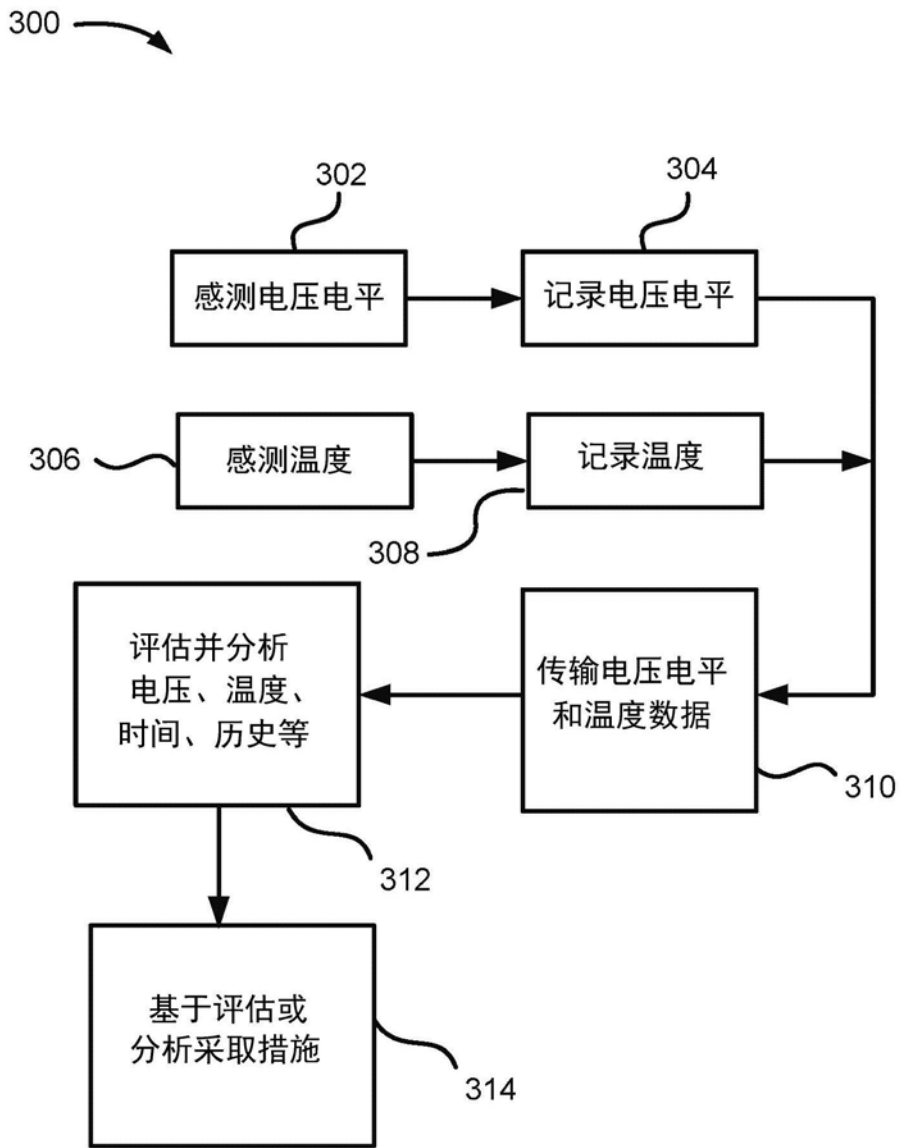 300
302
304
感测电压电平
记录电压电平
306
感测温度
记录温度
308
评估并分析
电压、温度、
时间、历史等
传输电压电平
和温度数据
310
312
基于评估或
分析采取措施
314